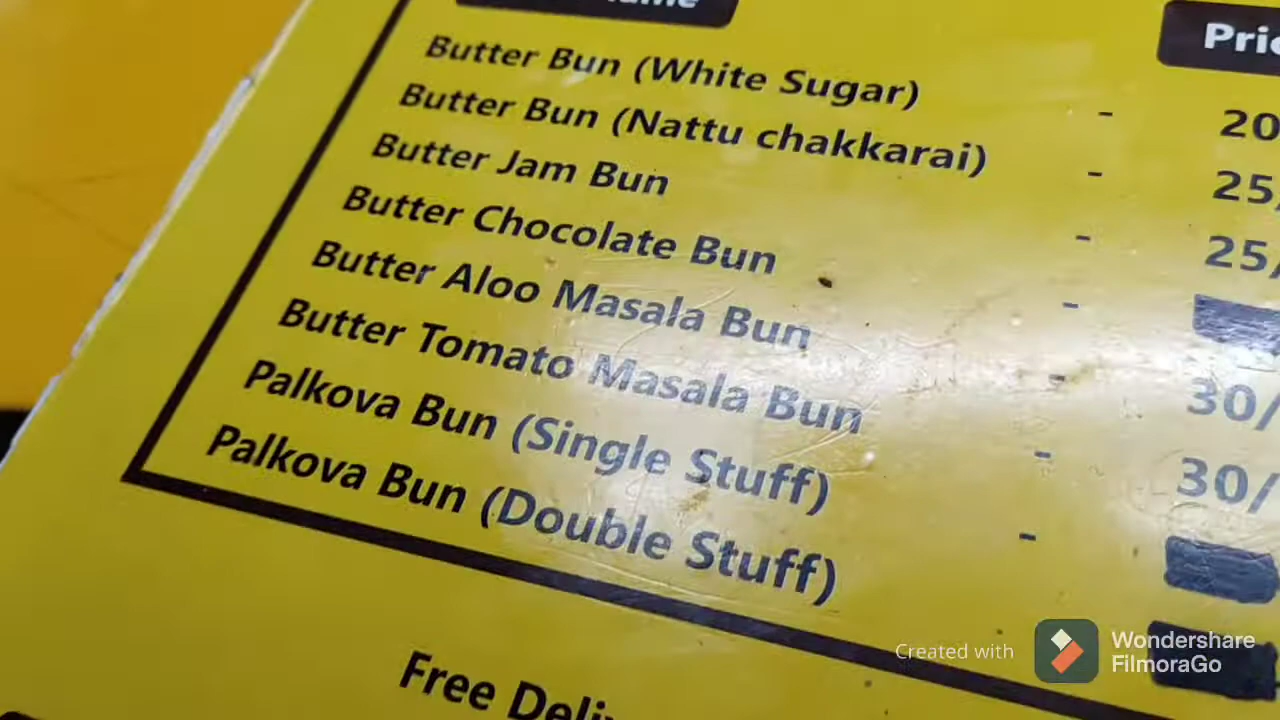 Butter Bun (White Sugar) - 20
Butter Bun (Nattu chakkarai) - 25/
Butter Jam Bun - 25/
Butter Chocolate Bun -
Butter Aloo Masala Bun - 30/
Butter Tomato Masala Bun - 30/
Palkova Bun (Single Stuff) -
Palkova Bun (Double Stuff)
Free
Created with
Wondershare
FilmoraGo